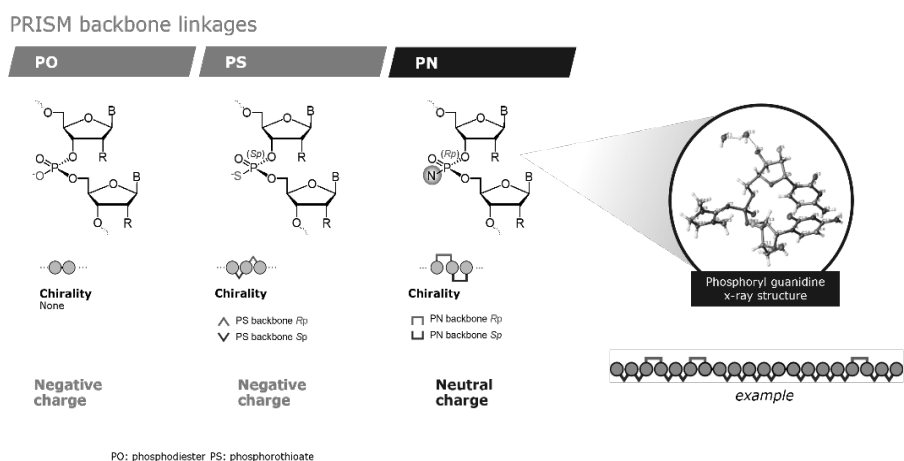 PRISM backbone linkages
PO
PS
PN
O
B
O
R
O
P
-O
O
O
B
O
R
O
B
O
(Sp)
R
O
P
-S
O
O
B
O
R
O
B
O
(Rp)
R
O
P
N
O
O
B
O
R
Chirality
None
Chirality
PS backbone Rp
PS backbone Sp
Chirality
PN backbone Rp
PN backbone Sp
Phosphoryl guanidine
x-ray structure
Negative
charge
Negative
charge
Neutral
charge
example
PO: phosphodiester PS: phosphorothioate